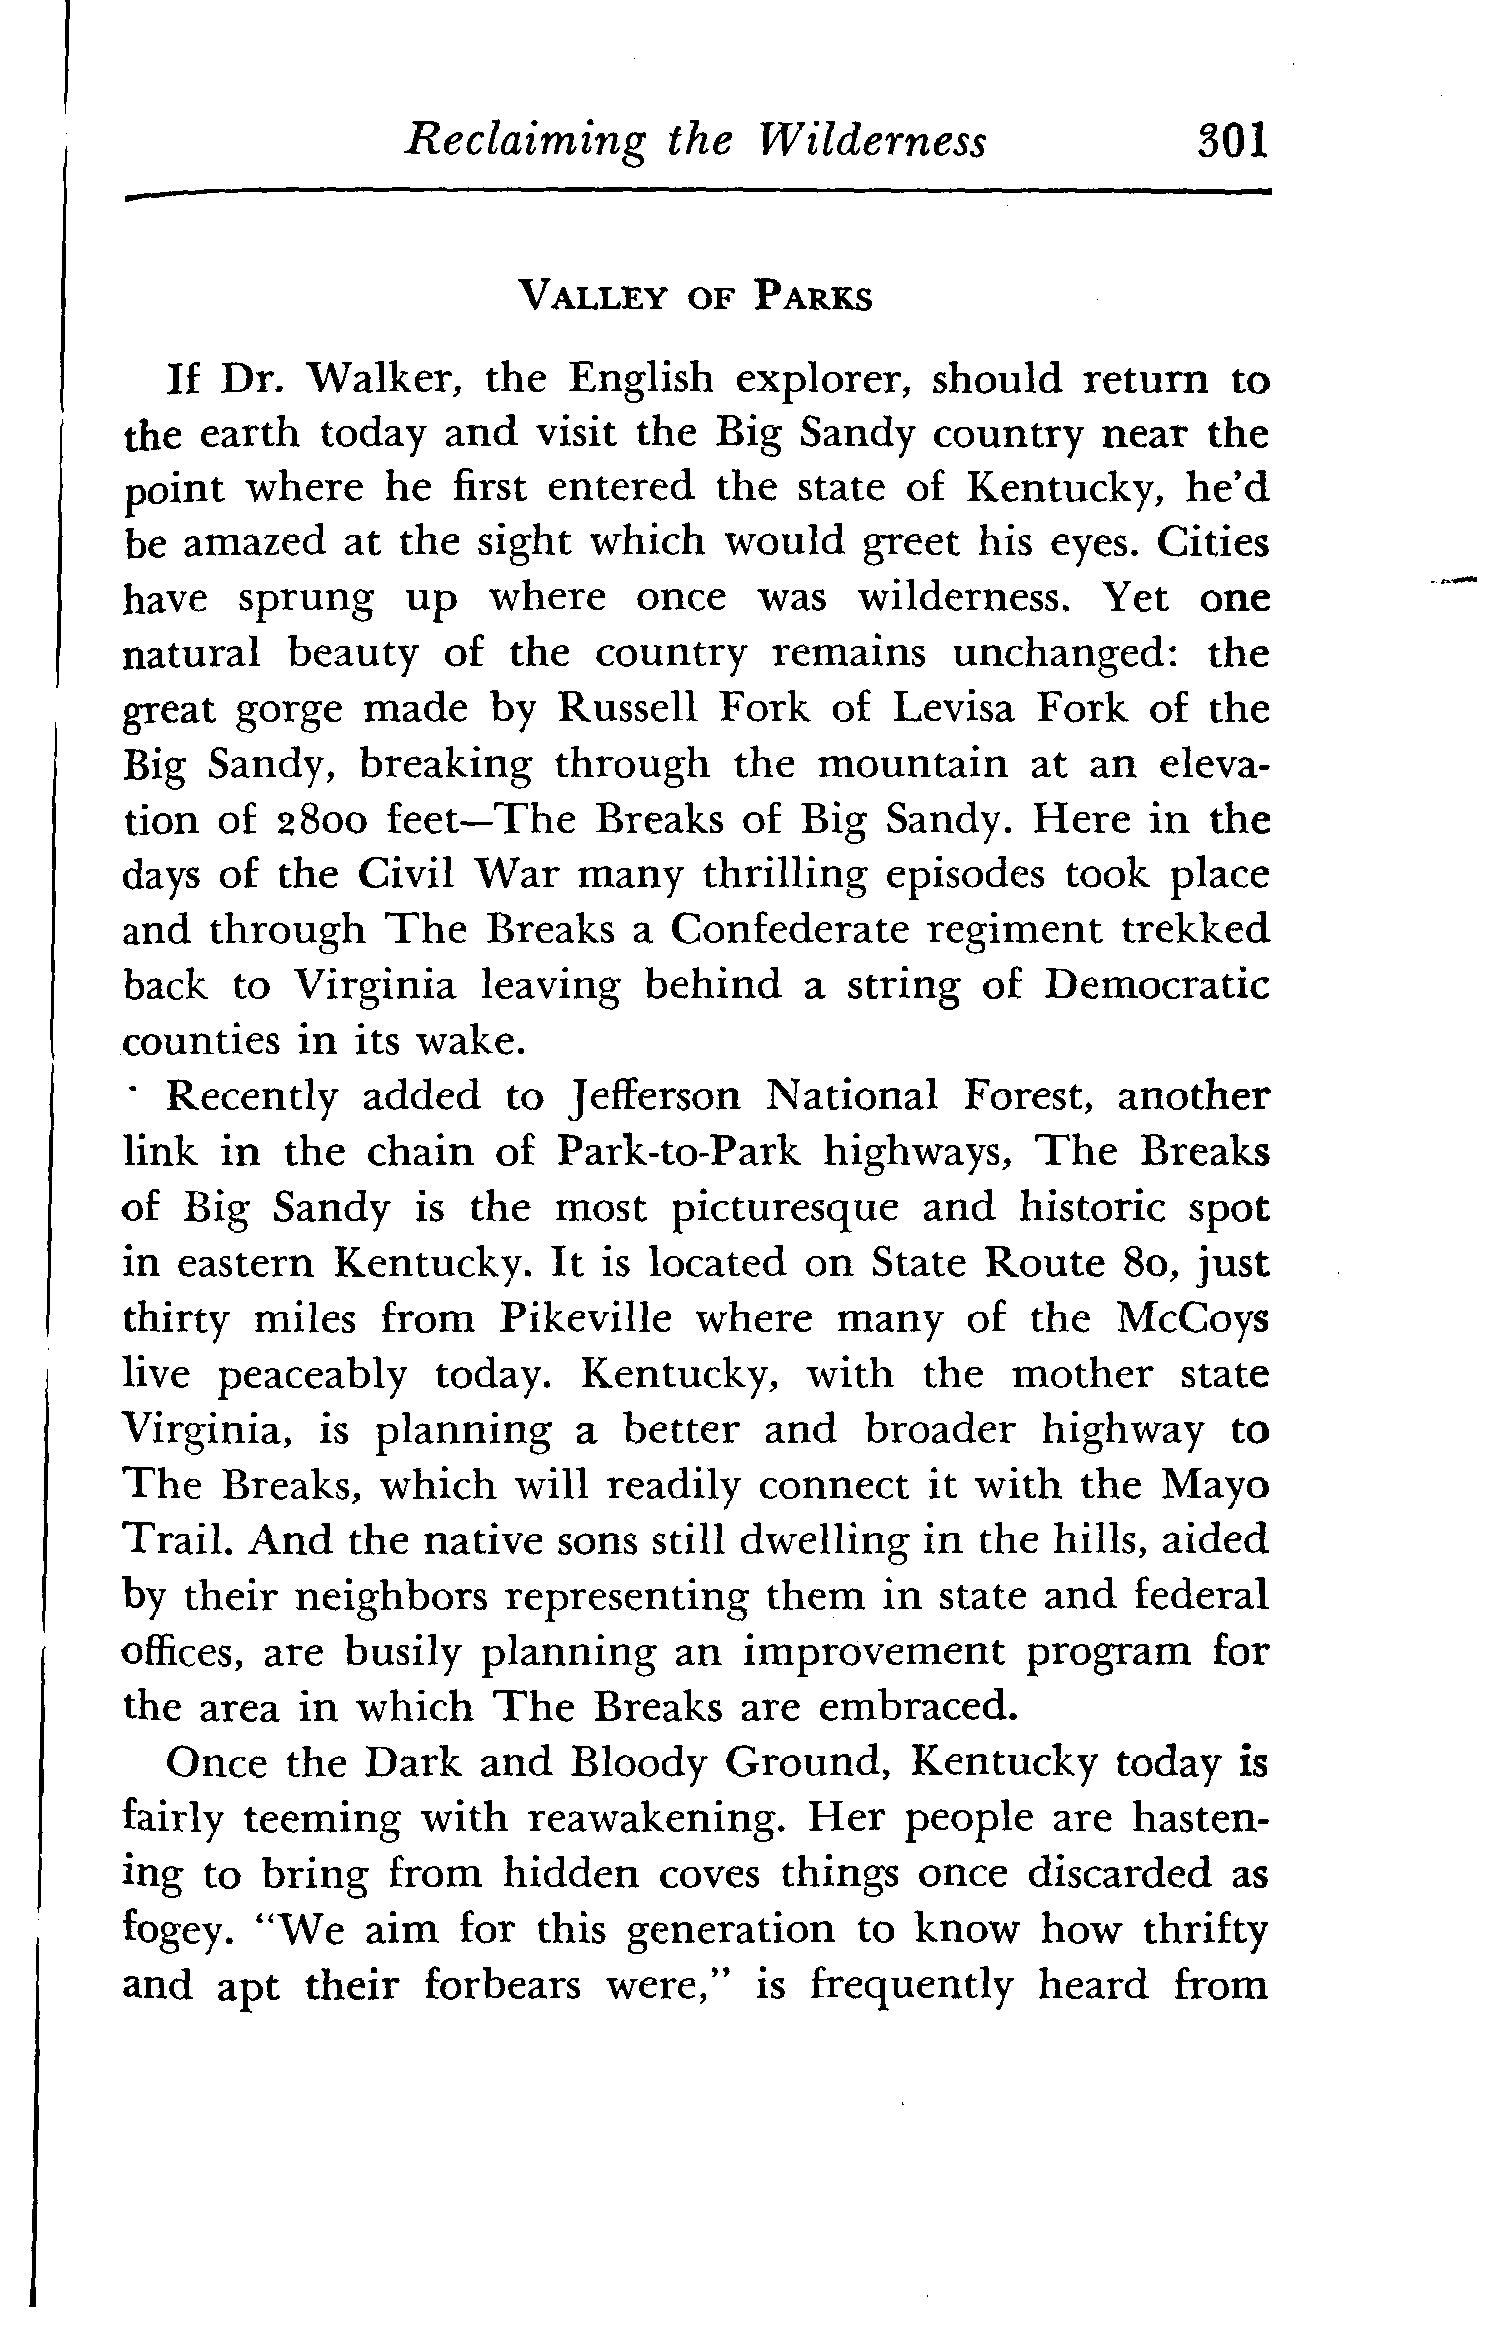 Reclaiming the Wilderness 301
VALLEY OF PARKS
If Dr. Walker, the English explorer, should return to
the earth today and visit the Big Sandy country near the
point where he first entered the state of Kentucky, he'd
be amazed at the sight which would greet his eyes. Cities
have sprung up where once was wilderness. Yet one
natural beauty of the country remains unchanged: the
great gorge made by Russell Fork of Levisa Fork of the
Big Sandy, breaking through the mountain at an eleva-
tion of 2800 feet—The Breaks of Big Sandy. Here in the
days of the Civil War many thrilling episodes took place
and through The Breaks a Confederate regiment trekked
back to Virginia leaving behind a string of Democratic
counties in its wake.
Recently added to Jefferson National Forest, another
link in the chain of Park-to-Park highways, The Breaks
of Big Sandy is the most picturesque and historic spot
in eastern Kentucky. It is located on State Route 80, just
thirty miles from Pikeville where many of the McCoys
live peaceably today. Kentucky, with the mother state
Virginia, is planning a better and broader highway to
The Breaks, which will readily connect it with the Mayo
Trail. And the native sons still dwelling in the hills, aided
by their neighbors representing them in state and federal
offices, are busily planning an improvement program for
the area in which The Breaks are embraced.
Once the Dark and Bloody Ground, Kentucky today is
fairly teeming with reawakening. Her people are hasten-
ing to bring from hidden coves things once discarded as
fogey. "We aim for this generation to know how thrifty
and apt their forbears were," is frequently heard from